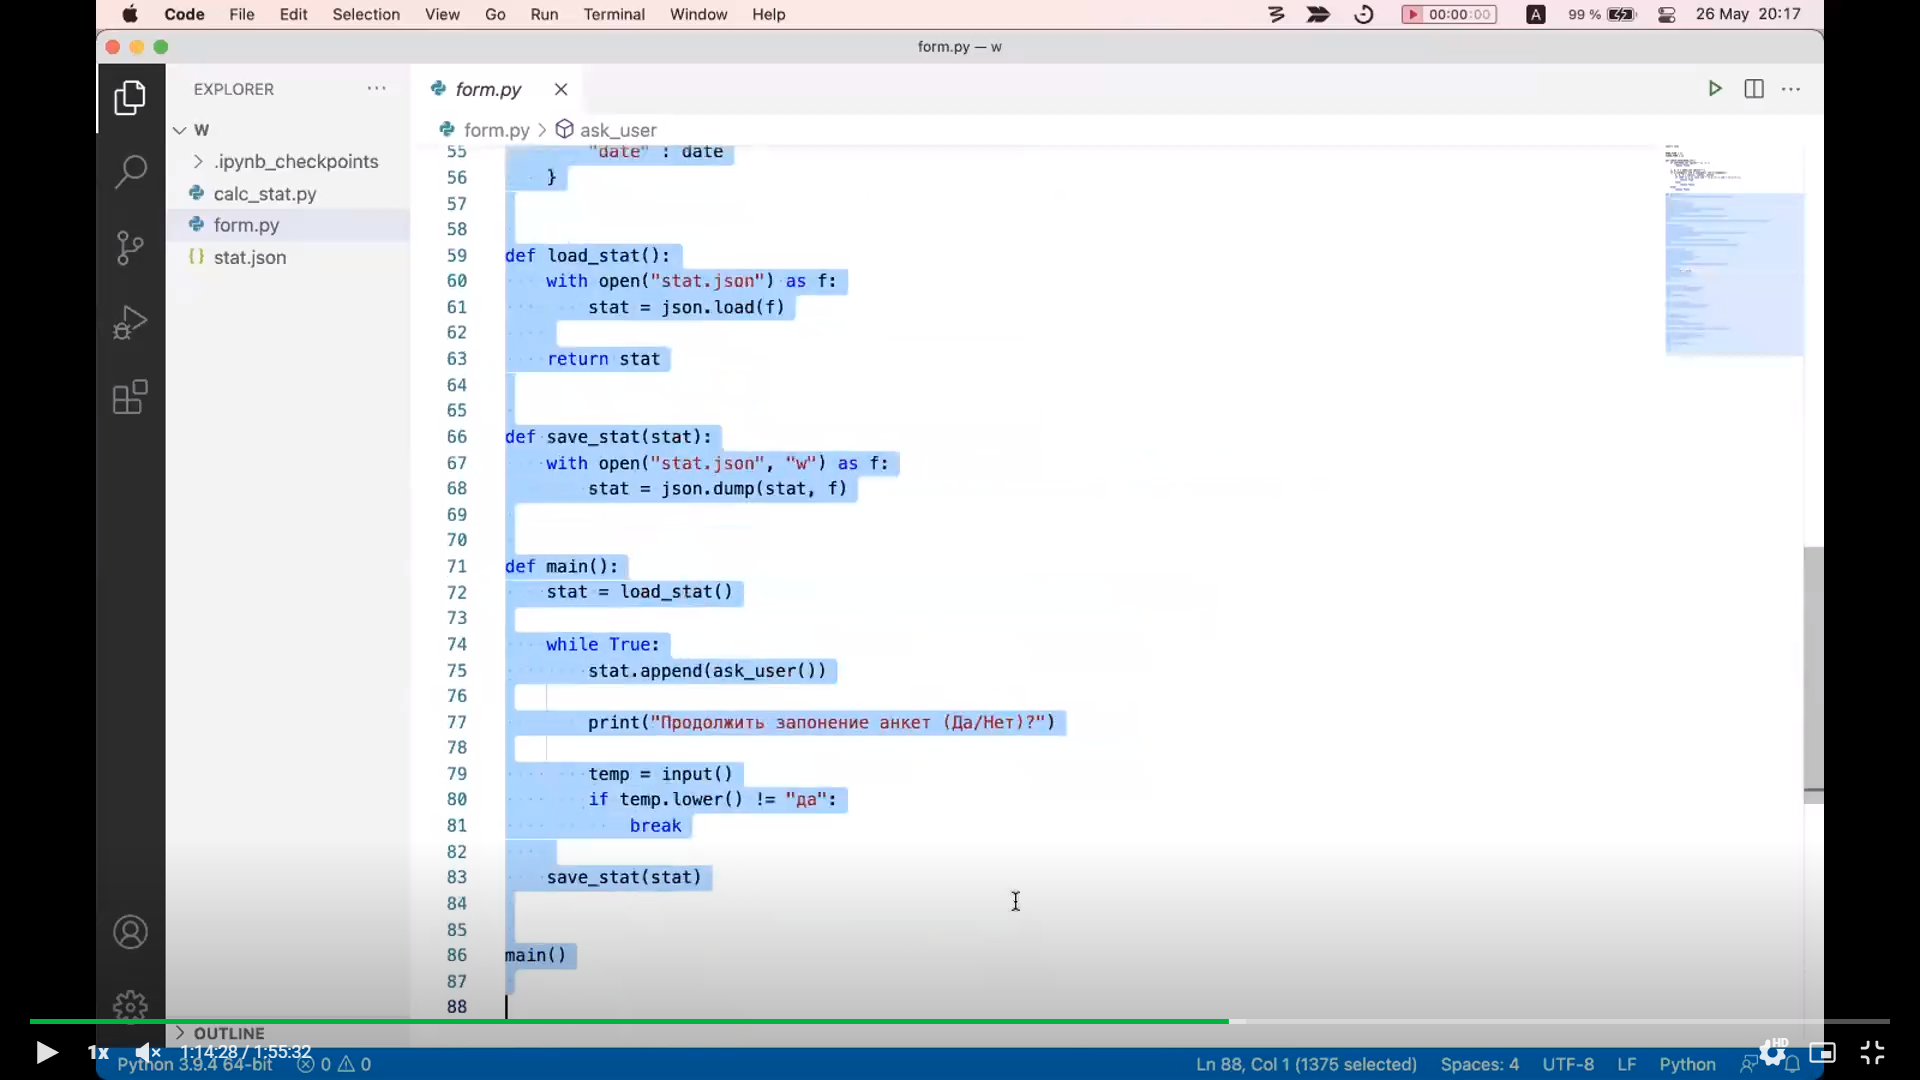 Code File Edit Selection View Go Run Terminal Window Help 00:00:00 A 99 % 26 May 20:17
form.py — w
EXPLORER
form.py
W
form.py > ask_user
.ipynb_checkpoints
calc_stat.py
form.py
stat.json
55 "date" : date
56 }
57
58
59 def load_stat():
60 with open("stat.json") as f:
61 stat = json.load(f)
62
63 return stat
64
65
66 def save_stat(stat):
67 with open("stat.json", "w") as f:
68 stat = json.dump(stat, f)
69
70
71 def main():
72 stat = load_stat()
73
74 while True:
75 stat.append(ask_user())
76
77 print("Продолжить запонение анкет (Да/Нет)?")
78
79 temp = input()
80 if temp.lower() != "да":
81 break
82
83 save_stat(stat)
84
85
86 main()
87
88
OUTLINE
1x 1:14:28 / 1:55:32 HD
Python 3.9.4 64-bit 0 0 Ln 88, Col 1 (1375 selected) Spaces: 4 UTF-8 LF Python